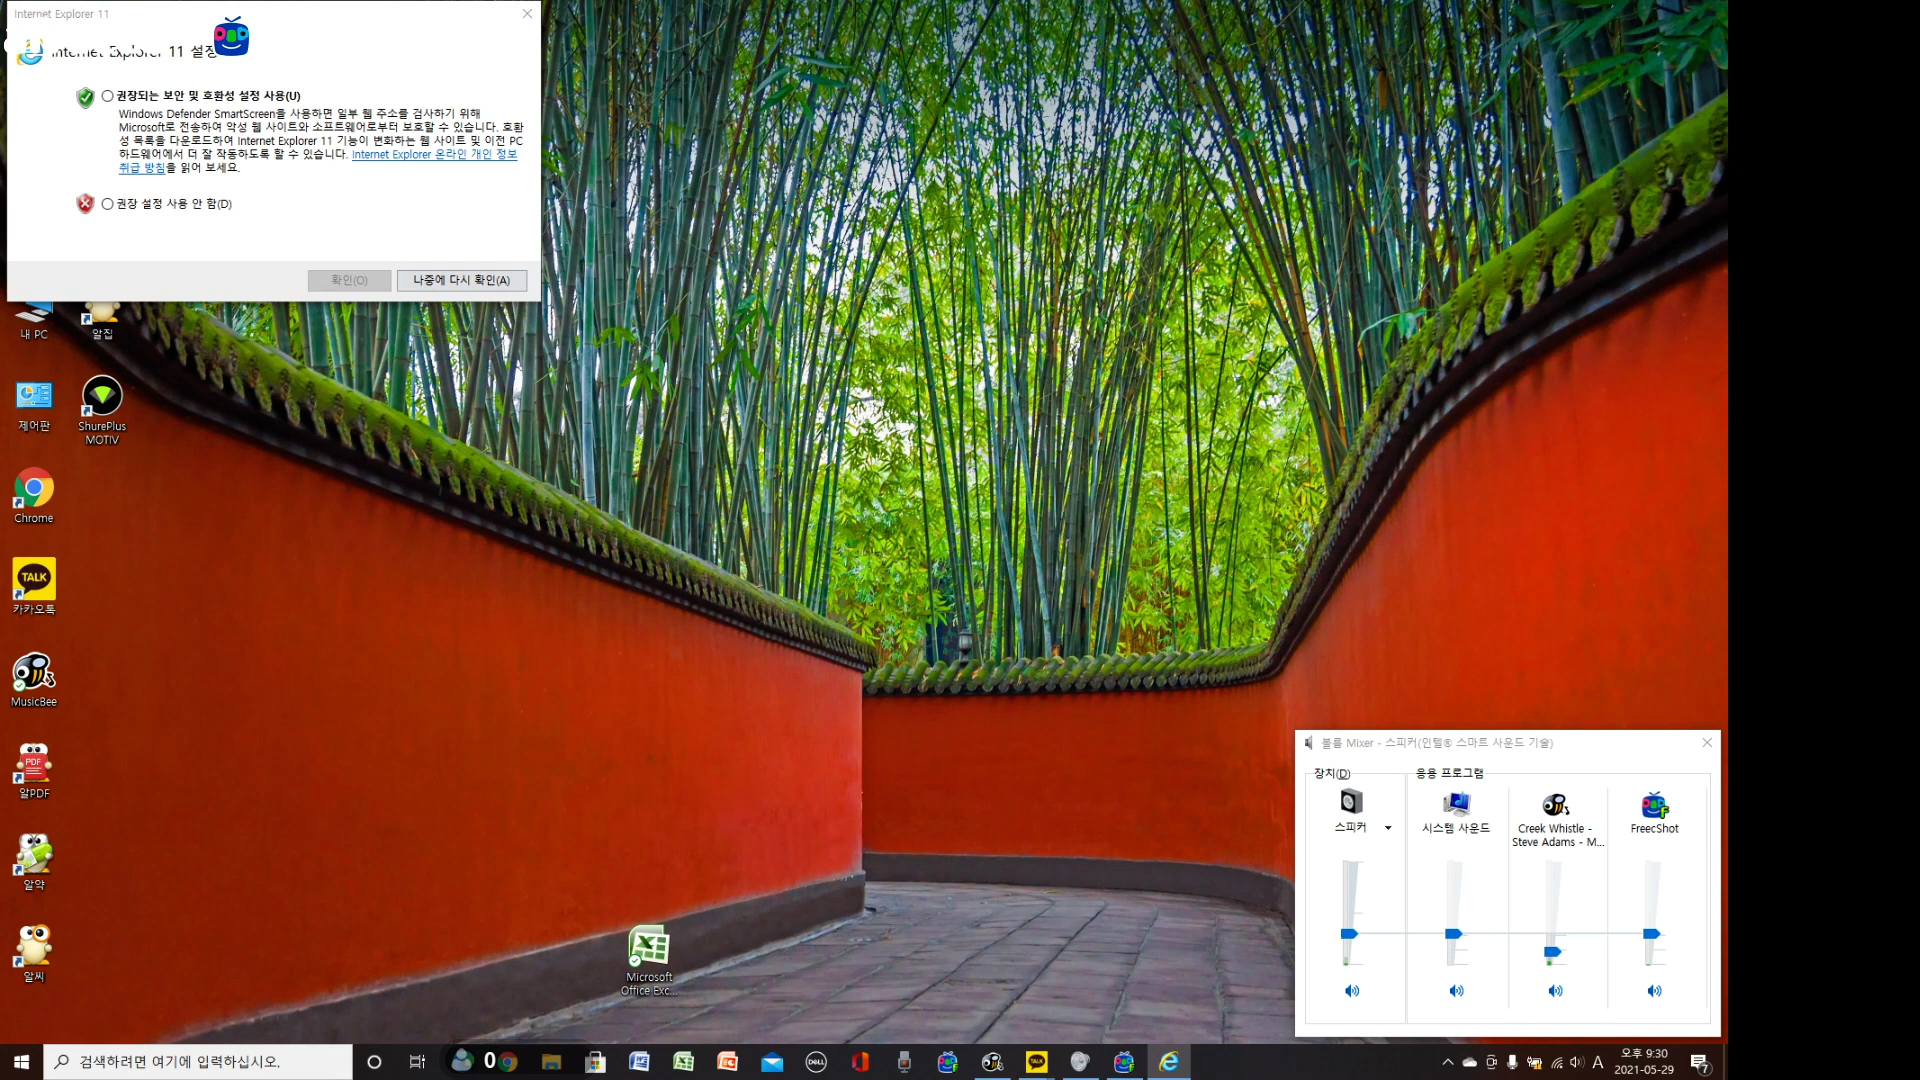 Internet Explorer 11
Internet Explorer 11 설정
권장되는 보안 및 호환성 설정 사용(U)
Windows Defender SmartScreen을 사용하면 일부 웹 주소를 검사하기 위해
Microsoft로 전송하여 악성 웹 사이트와 소프트웨어로부터 보호할 수 있습니다. 호환
성 목록을 다운로드하여 Internet Explorer 11 기능이 변화하는 웹 사이트 및 이전 PC
하드웨어에서 더 잘 작동하도록 할 수 있습니다. Internet Explorer 온라인 개인 정보
취급 방침을 읽어 보세요.
권장 설정 사용 안 함(D)
확인(O)
나중에 다시 확인(A)
내 PC
알집
제어판
ShurePlus
MOTIV
Chrome
TALK
카카오톡
MusicBee
PDF
알PDF
알약
알씨
Microsoft
Office Exc...
볼륨 Mixer - 스피커(인텔® 스마트 사운드 기술)
장치(D)
응용 프로그램
스피커
시스템 사운드
Creek Whistle -
Steve Adams - M...
FreecShot
검색하려면 여기에 입력하십시오.
0
DELL
TALK
A
오후 9:30
2021-05-29
7